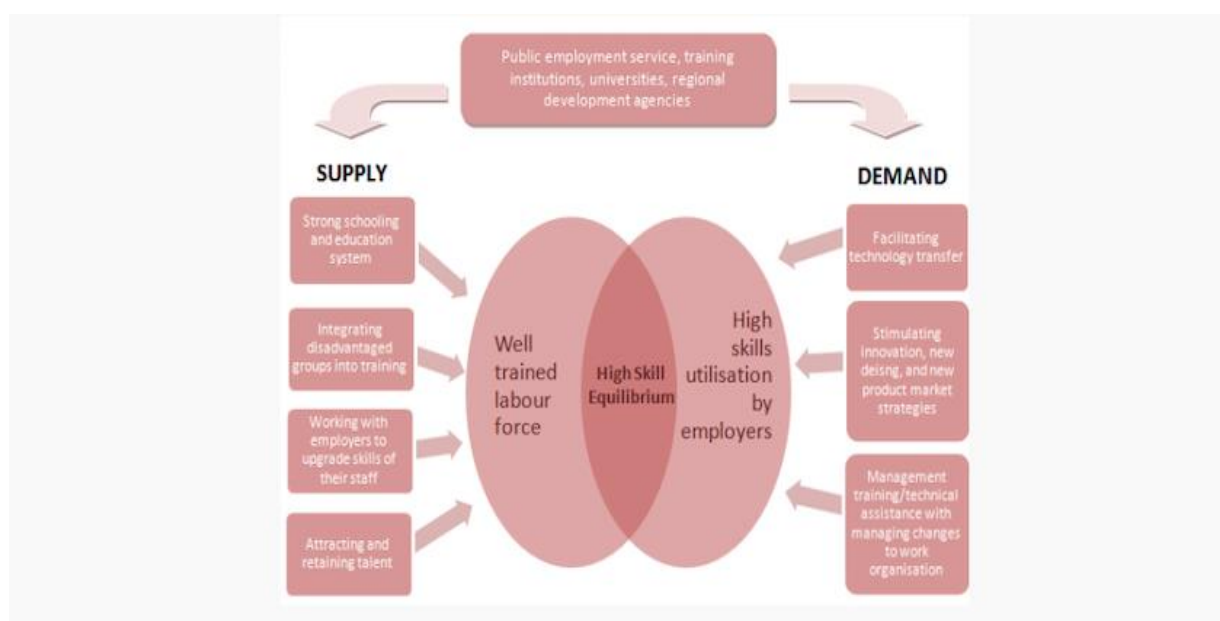 Public employment service, training
institutions, universities, regional
development agencies
SUPPLY
Strong schooling
and education
system
Integrating
disadvantaged
groups into training
Working with
employers to
upgrade skills of
their staff
Attracting and
retaining talent
Well
trained
labour
force
High Skill
Equilibrium
High
skills
utilisation
by
employers
DEMAND
Facilitating
technology transfer
Stimulating
innovation, new
deisng, and new
product market
strategies
Management
training/technical
assistance with
managing changes
to work
organisation